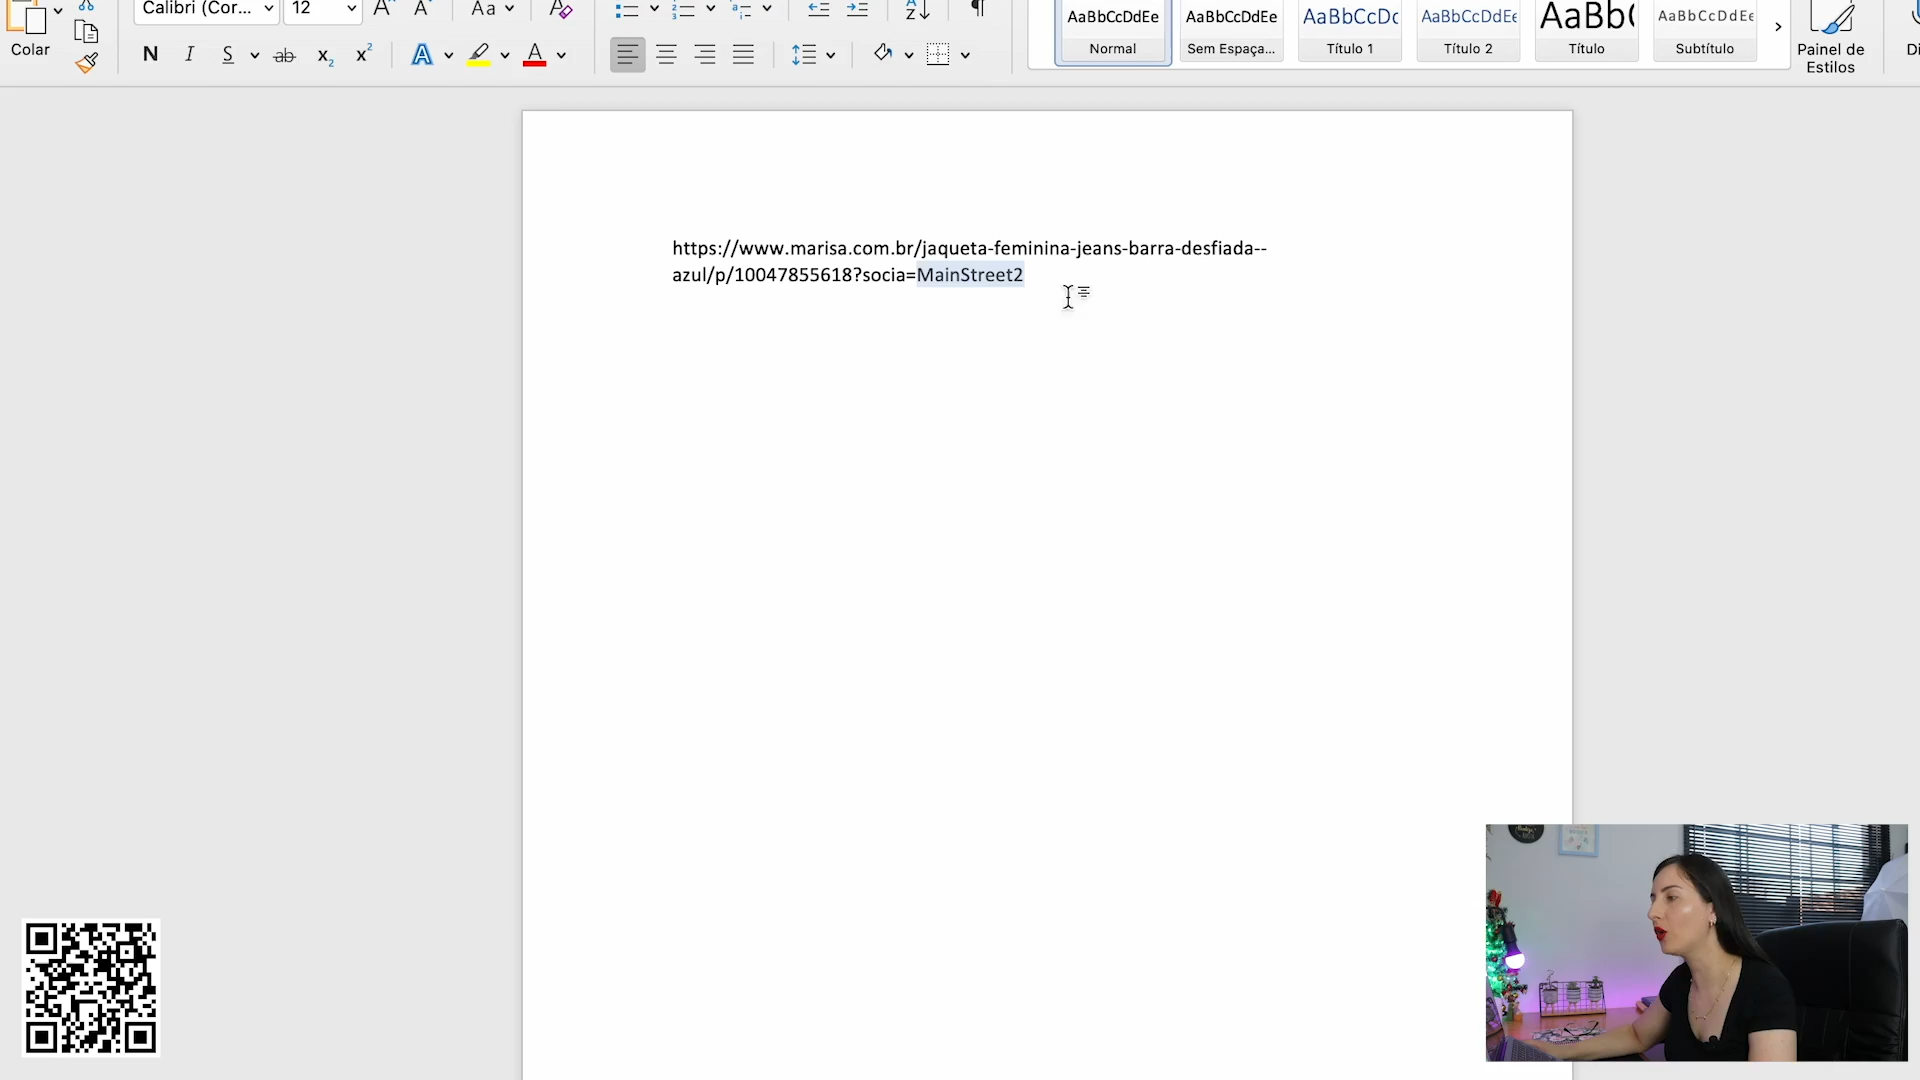 Calibri (Cor...
12
Aa
Colar
N
I
S
ab
x₂
x²
A
A
AaBbCcDdEe
AaBbCcDdEe
AaBbCcDc
AaBbCcDdEe
AaBb(
AaBbCcDdEe
Normal
Sem Espaça...
Título 1
Título 2
Título
Subtítulo
Painel de
Estilos
https://www.marisa.com.br/jaqueta-feminina-jeans-barra-desfiada--
azul/p/10047855618?socia=MainStreet2